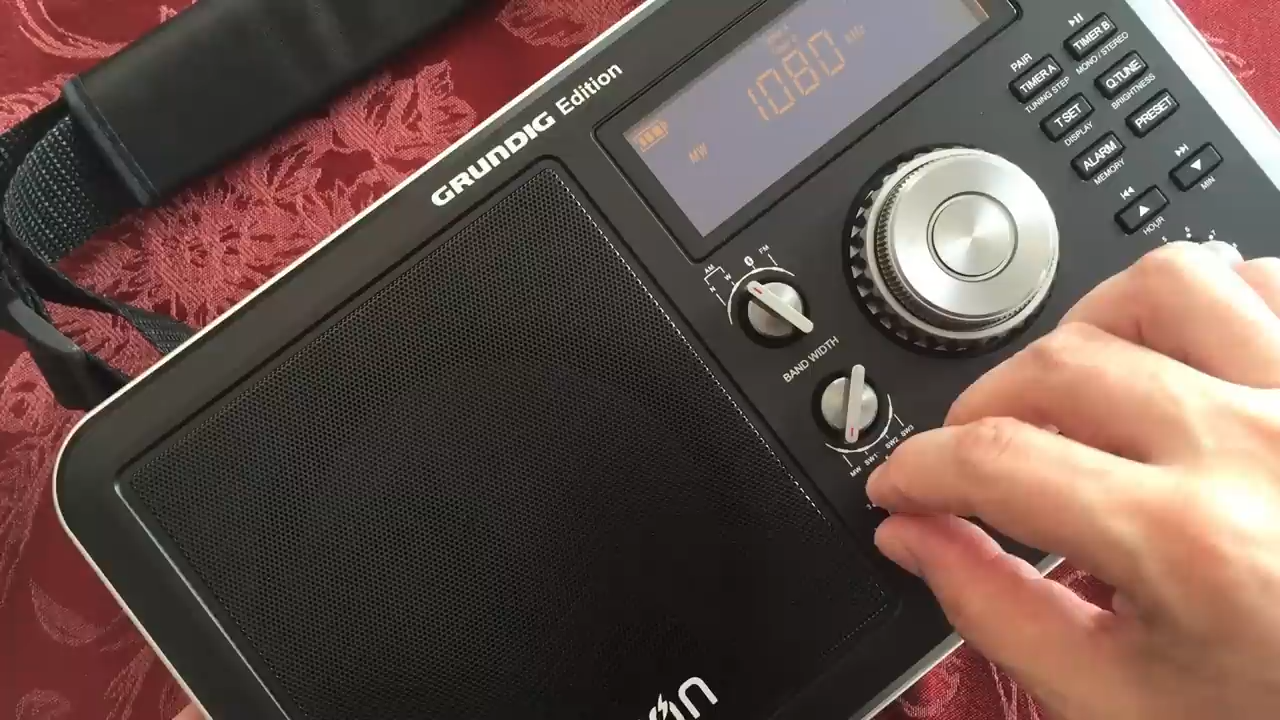 GRUNDIG Edition
MW
1080
kHz
PAIR
TIMER A
TIMER B
TUNING STEP
MONO / STEREO
T SET
Q.TUNE
DISPLAY
BRIGHTNESS
ALARM
PRESET
MEMORY
HOUR
MIN
AM
N
W
FM
BAND WIDTH
MW
SW1
SW2
SW3